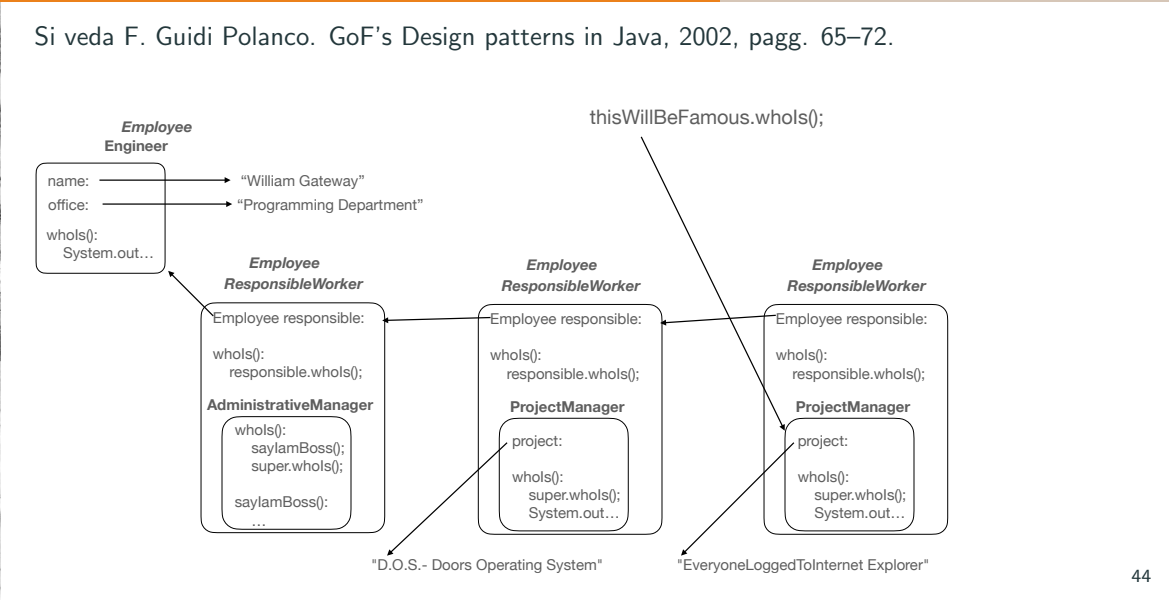 Si veda F. Guidi Polanco. GoF's Design patterns in Java, 2002, pagg. 65–72.
thisWillBeFamous.whoIs();
Employee
Engineer
name:
"William Gateway"
office:
"Programming Department"
whoIs():
System.out…
Employee
ResponsibleWorker
Employee responsible:
whoIs():
responsible.whoIs();
AdministrativeManager
whoIs():
sayIamBoss();
super.whoIs();
sayIamBoss():
…
Employee
ResponsibleWorker
Employee responsible:
whoIs():
responsible.whoIs();
ProjectManager
project:
whoIs():
super.whoIs();
System.out…
Employee
ResponsibleWorker
Employee responsible:
whoIs():
responsible.whoIs();
ProjectManager
project:
whoIs():
super.whoIs();
System.out…
"D.O.S.- Doors Operating System"
"EveryoneLoggedToInternet Explorer"
44